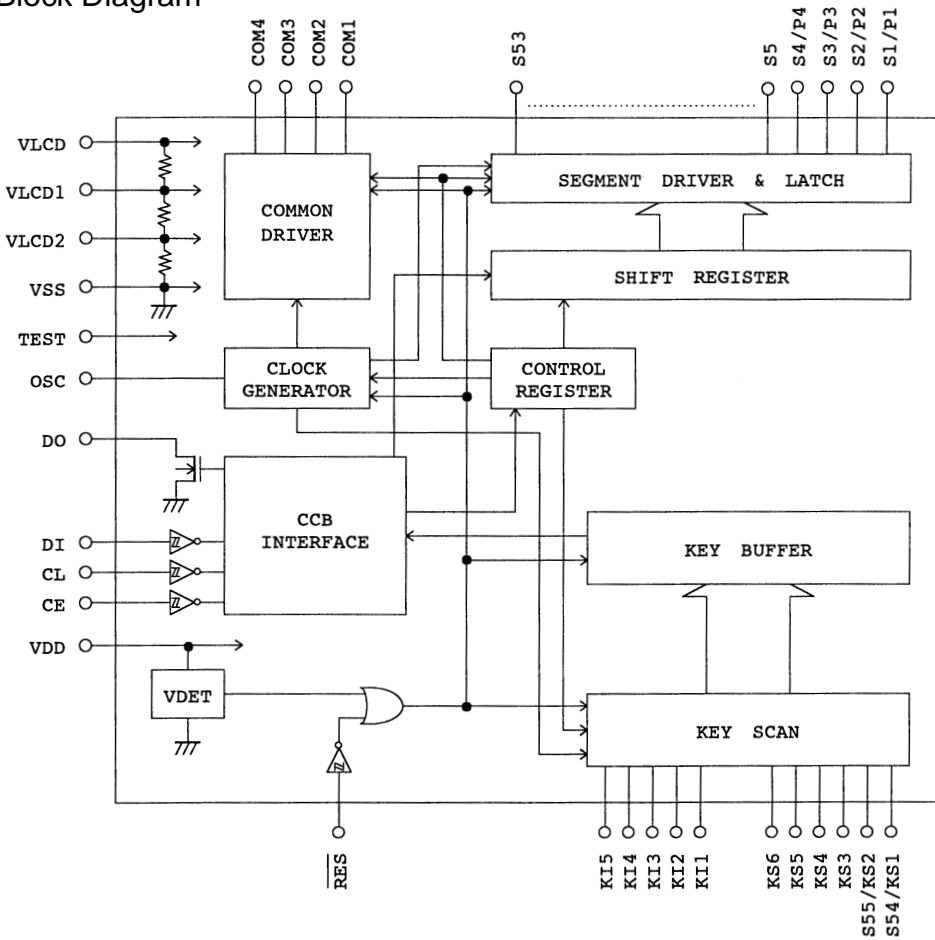 Block Diagram
COM4
COM3
COM2
COM1
S53
S5
S4/P4
S3/P3
S2/P2
S1/P1
VLCD
VLCD1
VLCD2
VSS
TEST
OSC
DO
DI
CL
CE
VDD
COMMON
DRIVER
SEGMENT DRIVER & LATCH
SHIFT REGISTER
CLOCK
GENERATOR
CONTROL
REGISTER
CCB
INTERFACE
KEY BUFFER
VDET
KEY SCAN
RES
KI5
KI4
KI3
KI2
KI1
KS6
KS5
KS4
KS3
S55/KS2
S54/KS1